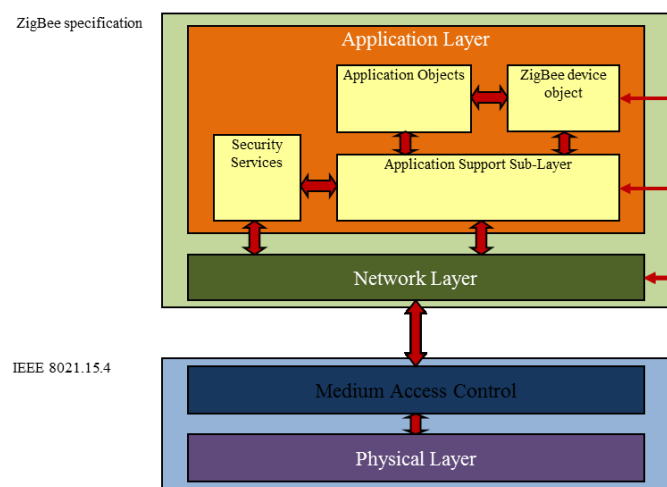 ZigBee specification
Application Layer
Application Objects
ZigBee device
object
Security
Services
Application Support Sub-Layer
Network Layer
IEEE 8021.15.4
Medium Access Control
Physical Layer